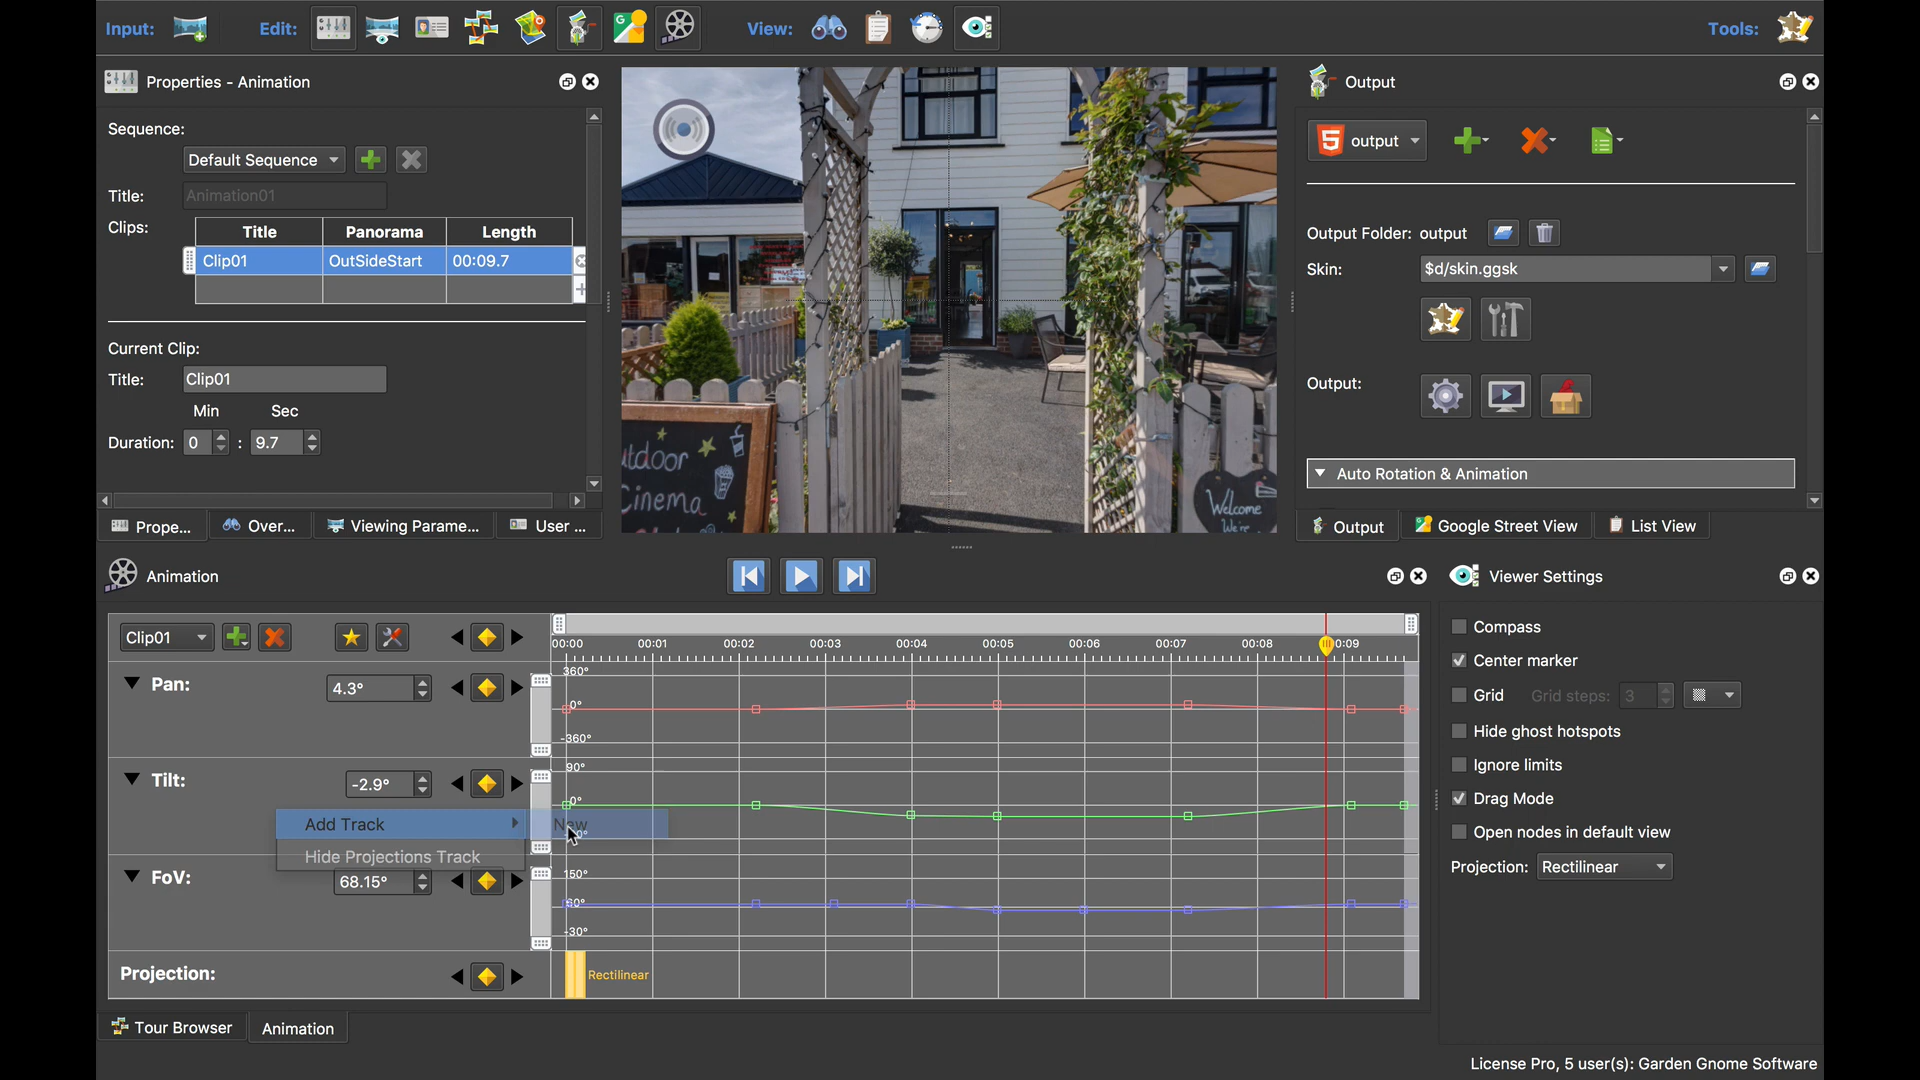 Input: Edit: View: Tools:
Properties - Animation
Sequence:
Default Sequence
Title: Animation01
Clips:
Title Panorama Length
Clip01 OutSideStart 00:09.7
Current Clip:
Title: Clip01
Min Sec
Duration: 0 : 9.7
Prope... Over... Viewing Parame... User ...
utdoor
Cinema
Welcome
We're
Output
output
Output Folder: output
Skin: $d/skin.ggsk
Output:
Auto Rotation & Animation
Output Google Street View List View
Animation
Clip01
00:00 00:01 00:02 00:03 00:04 00:05 00:06 00:07 00:08 0:09
Pan: 4.3°
360°
0°
-360°
Tilt: -2.9°
90°
0°
Add Track New
Hide Projections Track
FoV: 68.15°
150°
60°
-30°
Projection: Rectilinear
Tour Browser Animation
Viewer Settings
Compass
Center marker
Grid Grid steps: 3
Hide ghost hotspots
Ignore limits
Drag Mode
Open nodes in default view
Projection: Rectilinear
License Pro, 5 user(s): Garden Gnome Software